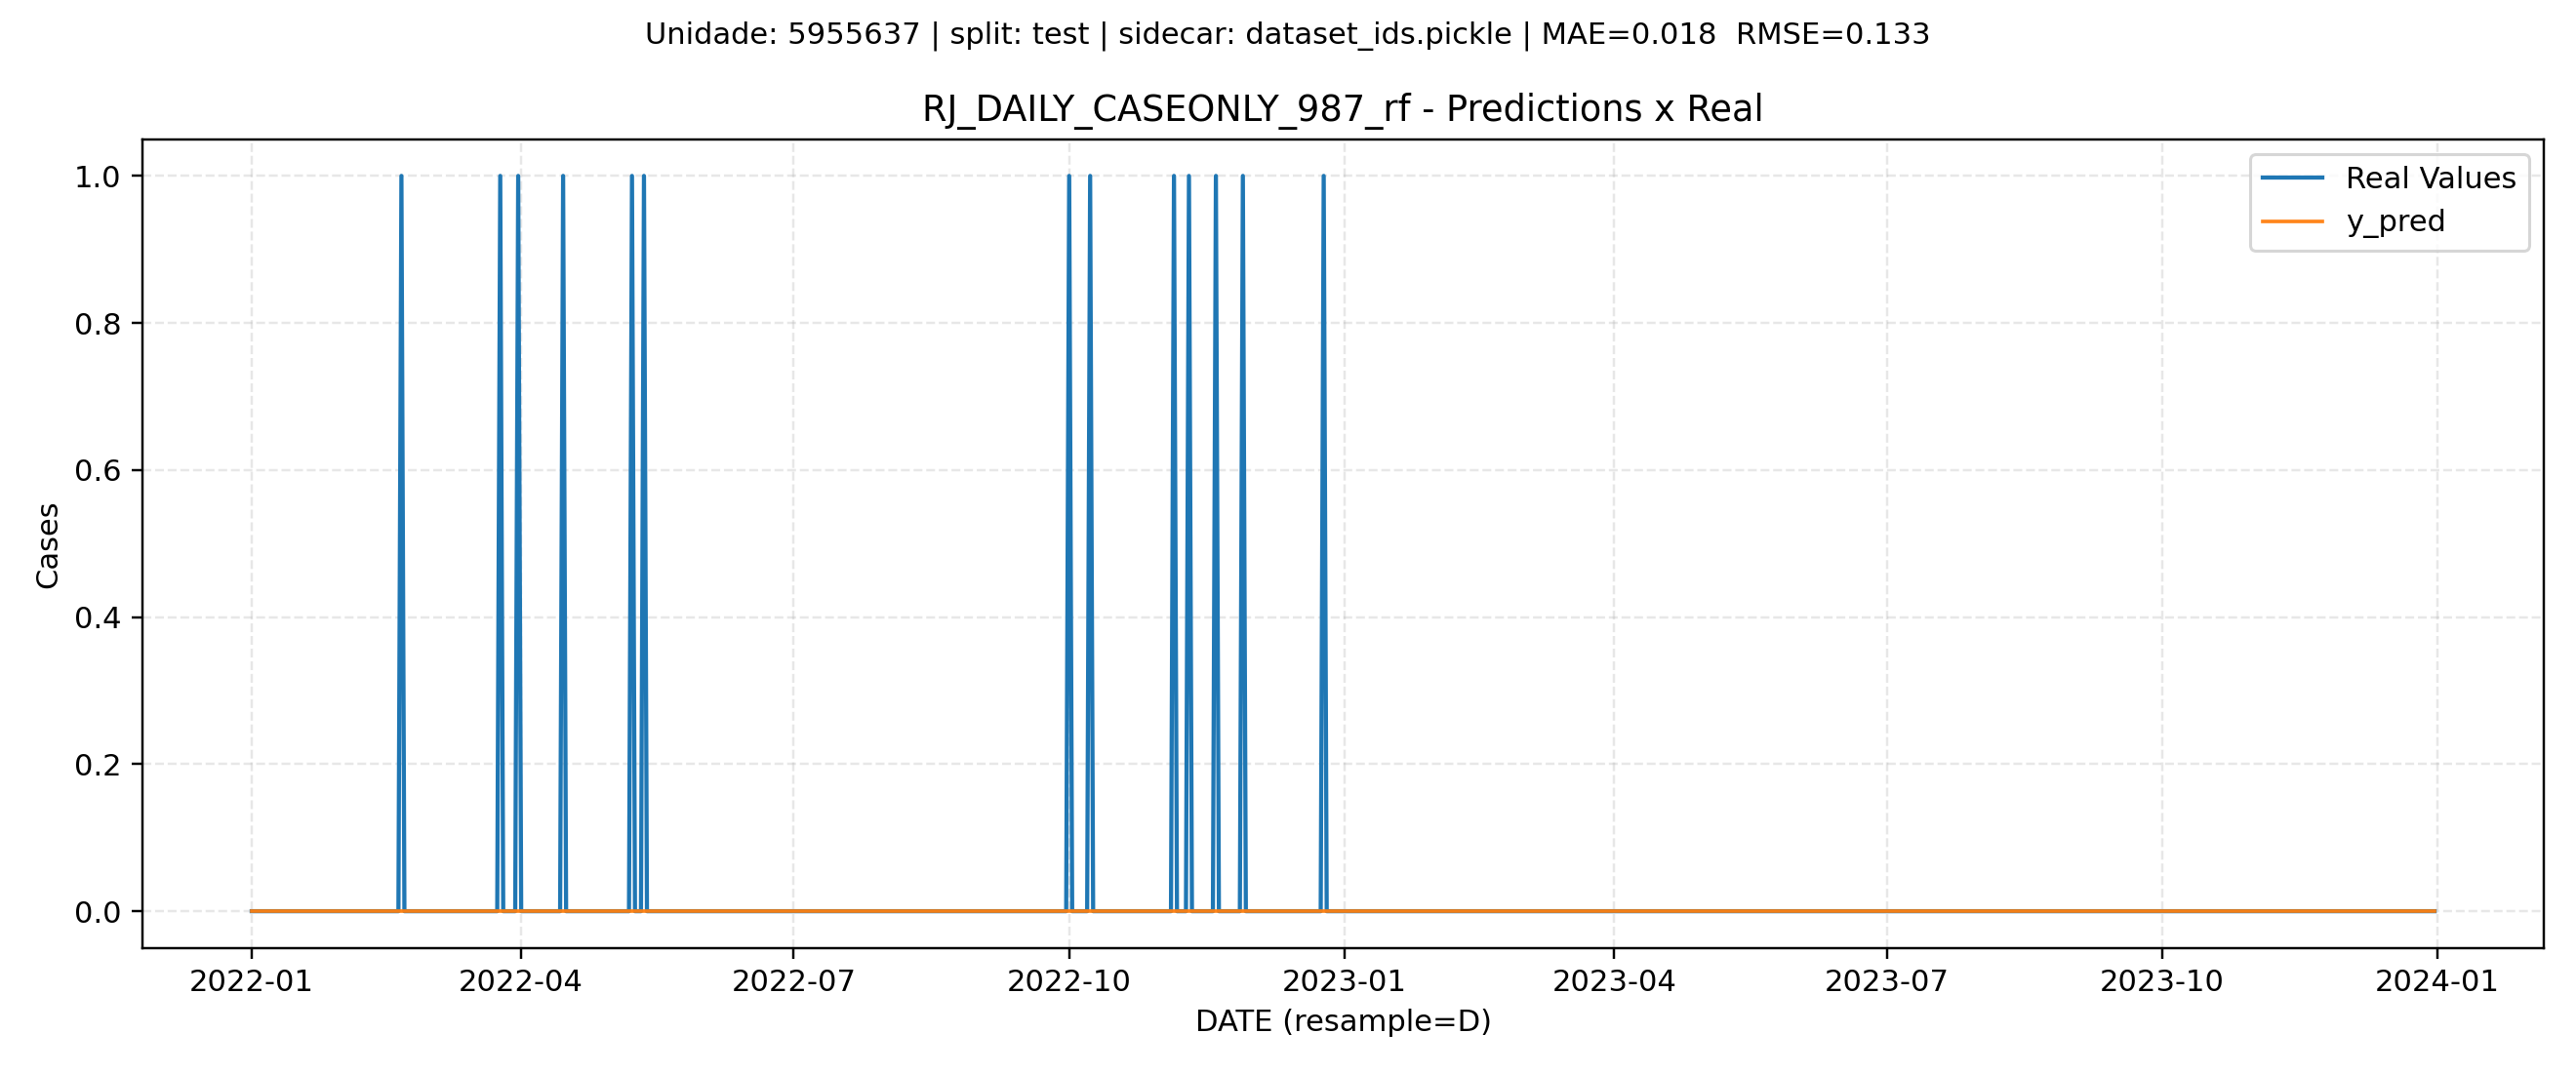 Unidade: 5955637 | split: test | sidecar: dataset_ids.pickle | MAE=0.018  RMSE=0.133
RJ_DAILY_CASEONLY_987_rf - Predictions x Real
Real Values
y_pred
Cases
1.0
0.8
0.6
0.4
0.2
0.0
2022-01 2022-04 2022-07 2022-10 2023-01 2023-04 2023-07 2023-10 2024-01
DATE (resample=D)